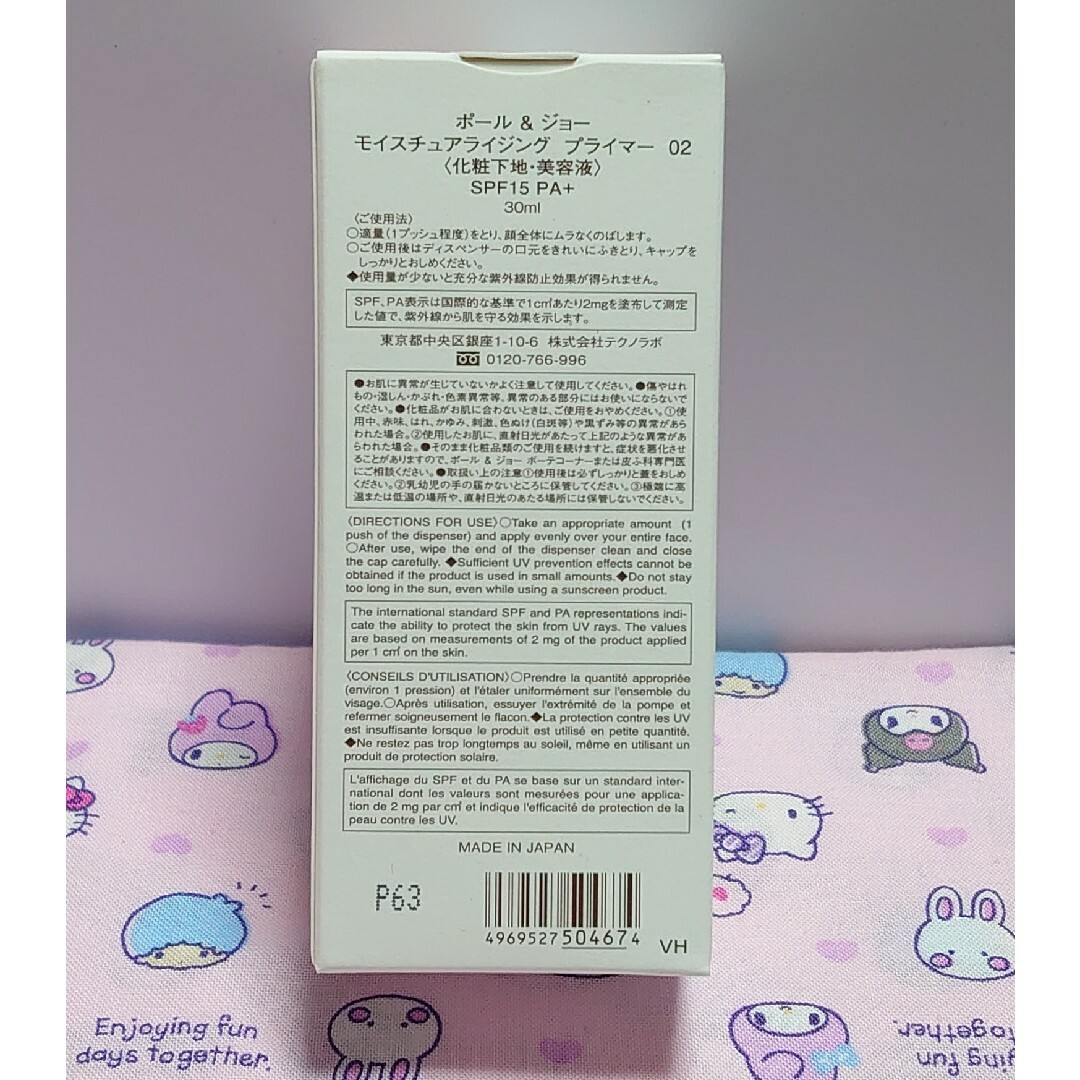 ポール & ジョー
モイスチュアライジング プライマー 02
〈化粧下地・美容液〉
SPF15 PA+
30ml
〈ご使用法〉
○適量(1プッシュ程度)をとり、顔全体にムラなくのばします。
○ご使用後はディスペンサーの口元をきれいにふきとり、キャップを
しっかりとおしめください。
◆使用量が少ないと充分な紫外線防止効果が得られません。
SPF、PA表示は国際的な基準で1c㎡あたり2mgを塗布して測定
した値で、紫外線から肌を守る効果を示します。
東京都中央区銀座1-10-6 株式会社テクノラボ
0120-766-996
●お肌に異常が生じていないかよく注意して使用してください。●傷やはれ
もの・湿しん・かぶれ・色素異常等、異常のある部分にはお使いにならないで
ください。●化粧品がお肌に合わないときは、ご使用をおやめください。①使
用中、赤味、はれ、かゆみ、刺激、色ぬけ(白斑等)や黒ずみ等の異常があら
われた場合。②使用したお肌に、直射日光があたって上記のような異常があ
らわれた場合。●そのまま化粧品類のご使用を続けますと、症状を悪化させ
ることがありますので、ポール & ジョー ボーテコーナーまたは皮ふ科専門医
にご相談ください。●取扱い上の注意①使用後は必ずしっかりと蓋をおしめ
ください。②乳幼児の手の届かないところに保管してください。③極端に高
温または低温の場所や、直射日光のあたる場所には保管しないでください。
〈DIRECTIONS FOR USE〉○Take an appropriate amount (1
push of the dispenser) and apply evenly over your entire face.
○After use, wipe the end of the dispenser clean and close
the cap carefully. ◆Sufficient UV prevention effects cannot be
obtained if the product is used in small amounts.◆Do not stay
too long in the sun, even while using a sunscreen product.
The international standard SPF and PA representations indi-
cate the ability to protect the skin from UV rays. The values
are based on measurements of 2 mg of the product applied
per 1 c㎡ on the skin.
〈CONSEILS D'UTILISATION〉○Prendre la quantité appropriée
(environ 1 pression) et l'étaler uniformément sur l'ensemble du
visage.○Après utilisation, essuyer l'extrémité de la pompe et
refermer soigneusement le flacon.◆La protection contre les UV
est insuffisante lorsque le produit est utilisé en petite quantité.
◆Ne restez pas trop longtemps au soleil, même en utilisant un
produit de protection solaire.
L'affichage du SPF et du PA se base sur un standard inter-
national dont les valeurs sont mesurées pour une applica-
tion de 2 mg par c㎡ et indique l'efficacité de protection de la
peau contre les UV.
MADE IN JAPAN
P63
4969527504674
VH
Enjoying fun
days together.
together.
ying fun